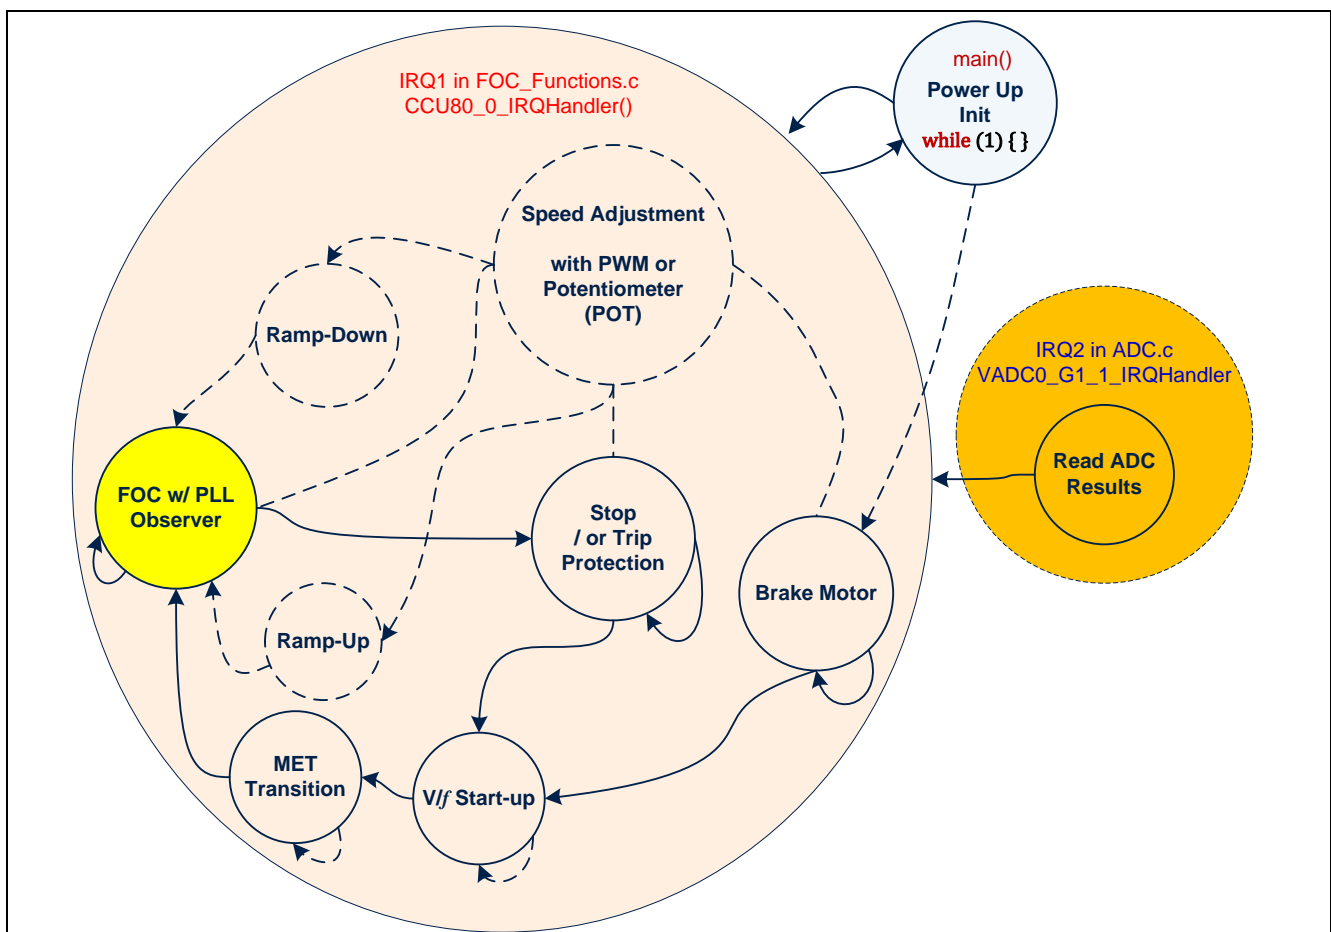 IRQ1 in FOC_Functions.c
CCU80_0_IRQHandler()
main()
Power Up
Init
while (1) { }
Speed Adjustment
with PWM or
Potentiometer
(POT)
Ramp-Down
IRQ2 in ADC.c
VADC0_G1_1_IRQHandler
Read ADC
Results
FOC w/ PLL
Observer
Stop
/ or Trip
Protection
Brake Motor
Ramp-Up
MET
Transition
V/f Start-up